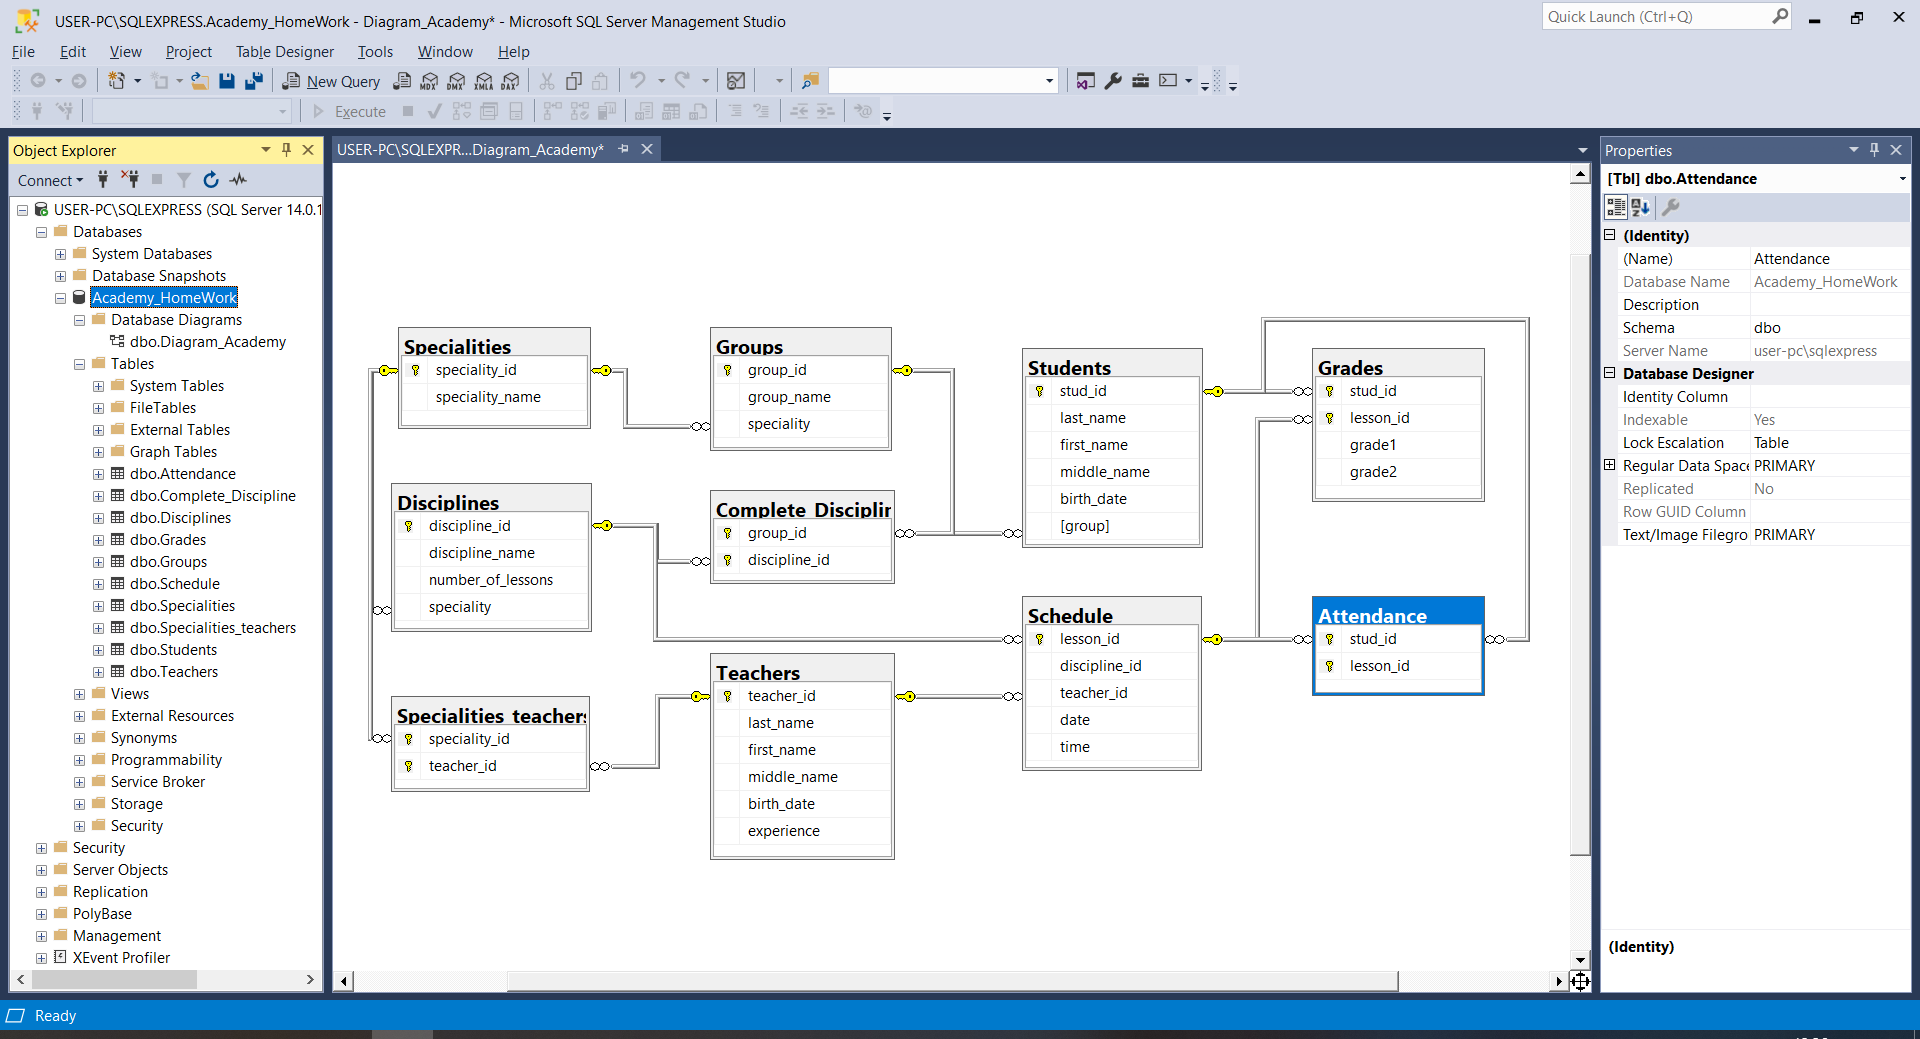 USER-PC\SQLEXPRESS.Academy_HomeWork - Diagram_Academy* - Microsoft SQL Server Management Studio
Quick Launch (Ctrl+Q)
File Edit View Project Table Designer Tools Window Help
New Query
MDX DMX XMLA DAX
Execute
Object Explorer
Connect
USER-PC\SQLEXPRESS (SQL Server 14.0.1
Databases
System Databases
Database Snapshots
Academy_HomeWork
Database Diagrams
dbo.Diagram_Academy
Tables
System Tables
FileTables
External Tables
Graph Tables
dbo.Attendance
dbo.Complete_Discipline
dbo.Disciplines
dbo.Grades
dbo.Groups
dbo.Schedule
dbo.Specialities
dbo.Specialities_teachers
dbo.Students
dbo.Teachers
Views
External Resources
Synonyms
Programmability
Service Broker
Storage
Security
Security
Server Objects
Replication
PolyBase
Management
XEvent Profiler
USER-PC\SQLEXPR...Diagram_Academy*
Specialities
speciality_id
speciality_name
Disciplines
discipline_id
discipline_name
number_of_lessons
speciality
Specialities_teachers
speciality_id
teacher_id
Groups
group_id
group_name
speciality
Complete_Disciplin
group_id
discipline_id
Teachers
teacher_id
last_name
first_name
middle_name
birth_date
experience
Students
stud_id
last_name
first_name
middle_name
birth_date
[group]
Schedule
lesson_id
discipline_id
teacher_id
date
time
Grades
stud_id
lesson_id
grade1
grade2
Attendance
stud_id
lesson_id
Properties
[Tbl] dbo.Attendance
(Identity)
(Name) Attendance
Database Name Academy_HomeWork
Description
Schema dbo
Server Name user-pc\sqlexpress
Database Designer
Identity Column
Indexable Yes
Lock Escalation Table
Regular Data Space PRIMARY
Replicated No
Row GUID Column
Text/Image Filegro PRIMARY
(Identity)
Ready